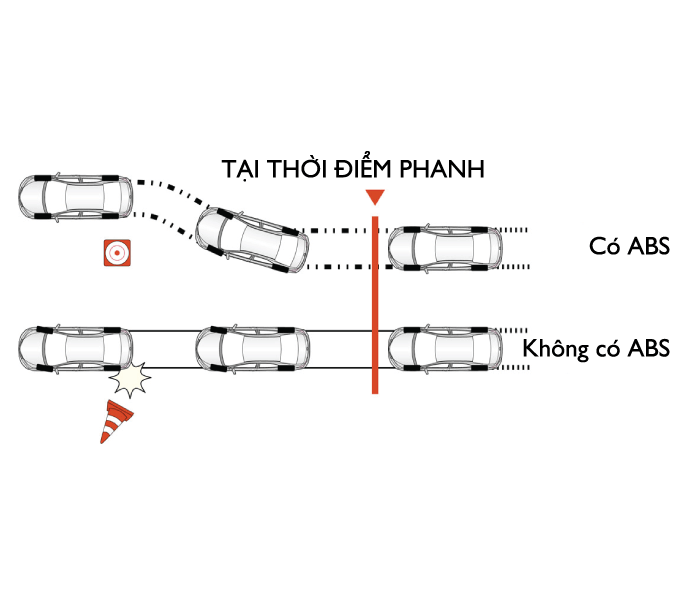 TẠI THỜI ĐIỂM PHANH
Có ABS
Không có ABS